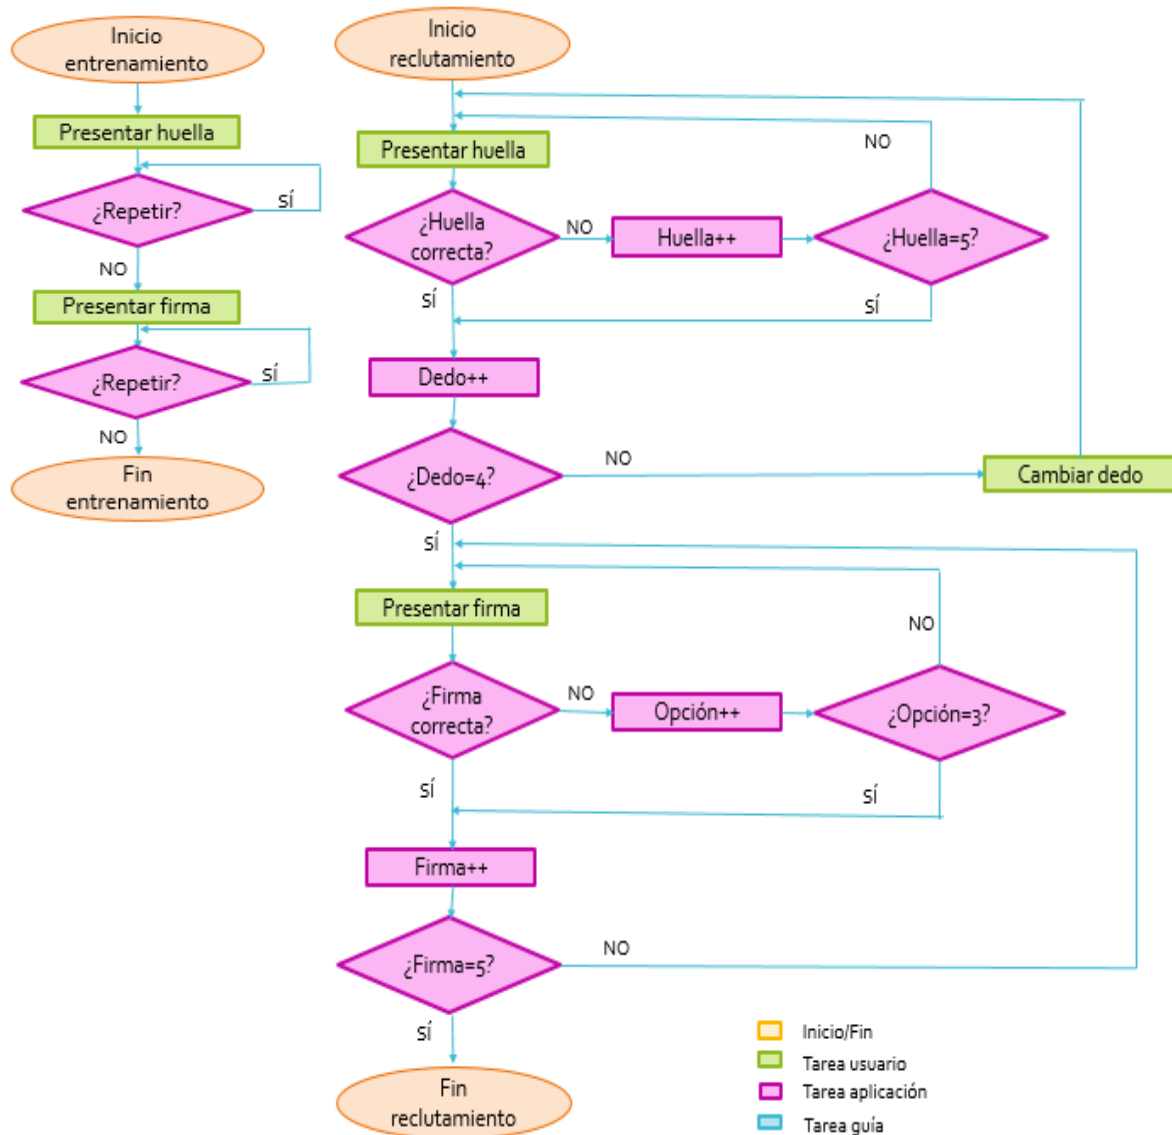 Inicio
entrenamiento
Presentar huella
¿Repetir?
SÍ
NO
Presentar firma
¿Repetir?
SÍ
NO
Fin
entrenamiento
Inicio
reclutamiento
Presentar huella
NO
¿Huella
correcta?
NO
Huella++
¿Huella=5?
SÍ
SÍ
Dedo++
¿Dedo=4?
NO
Cambiar dedo
SÍ
Presentar firma
NO
¿Firma
correcta?
NO
Opción++
¿Opción=3?
SÍ
SÍ
Firma++
¿Firma=5?
NO
SÍ
Fin
reclutamiento
Inicio/Fin
Tarea usuario
Tarea aplicación
Tarea guía